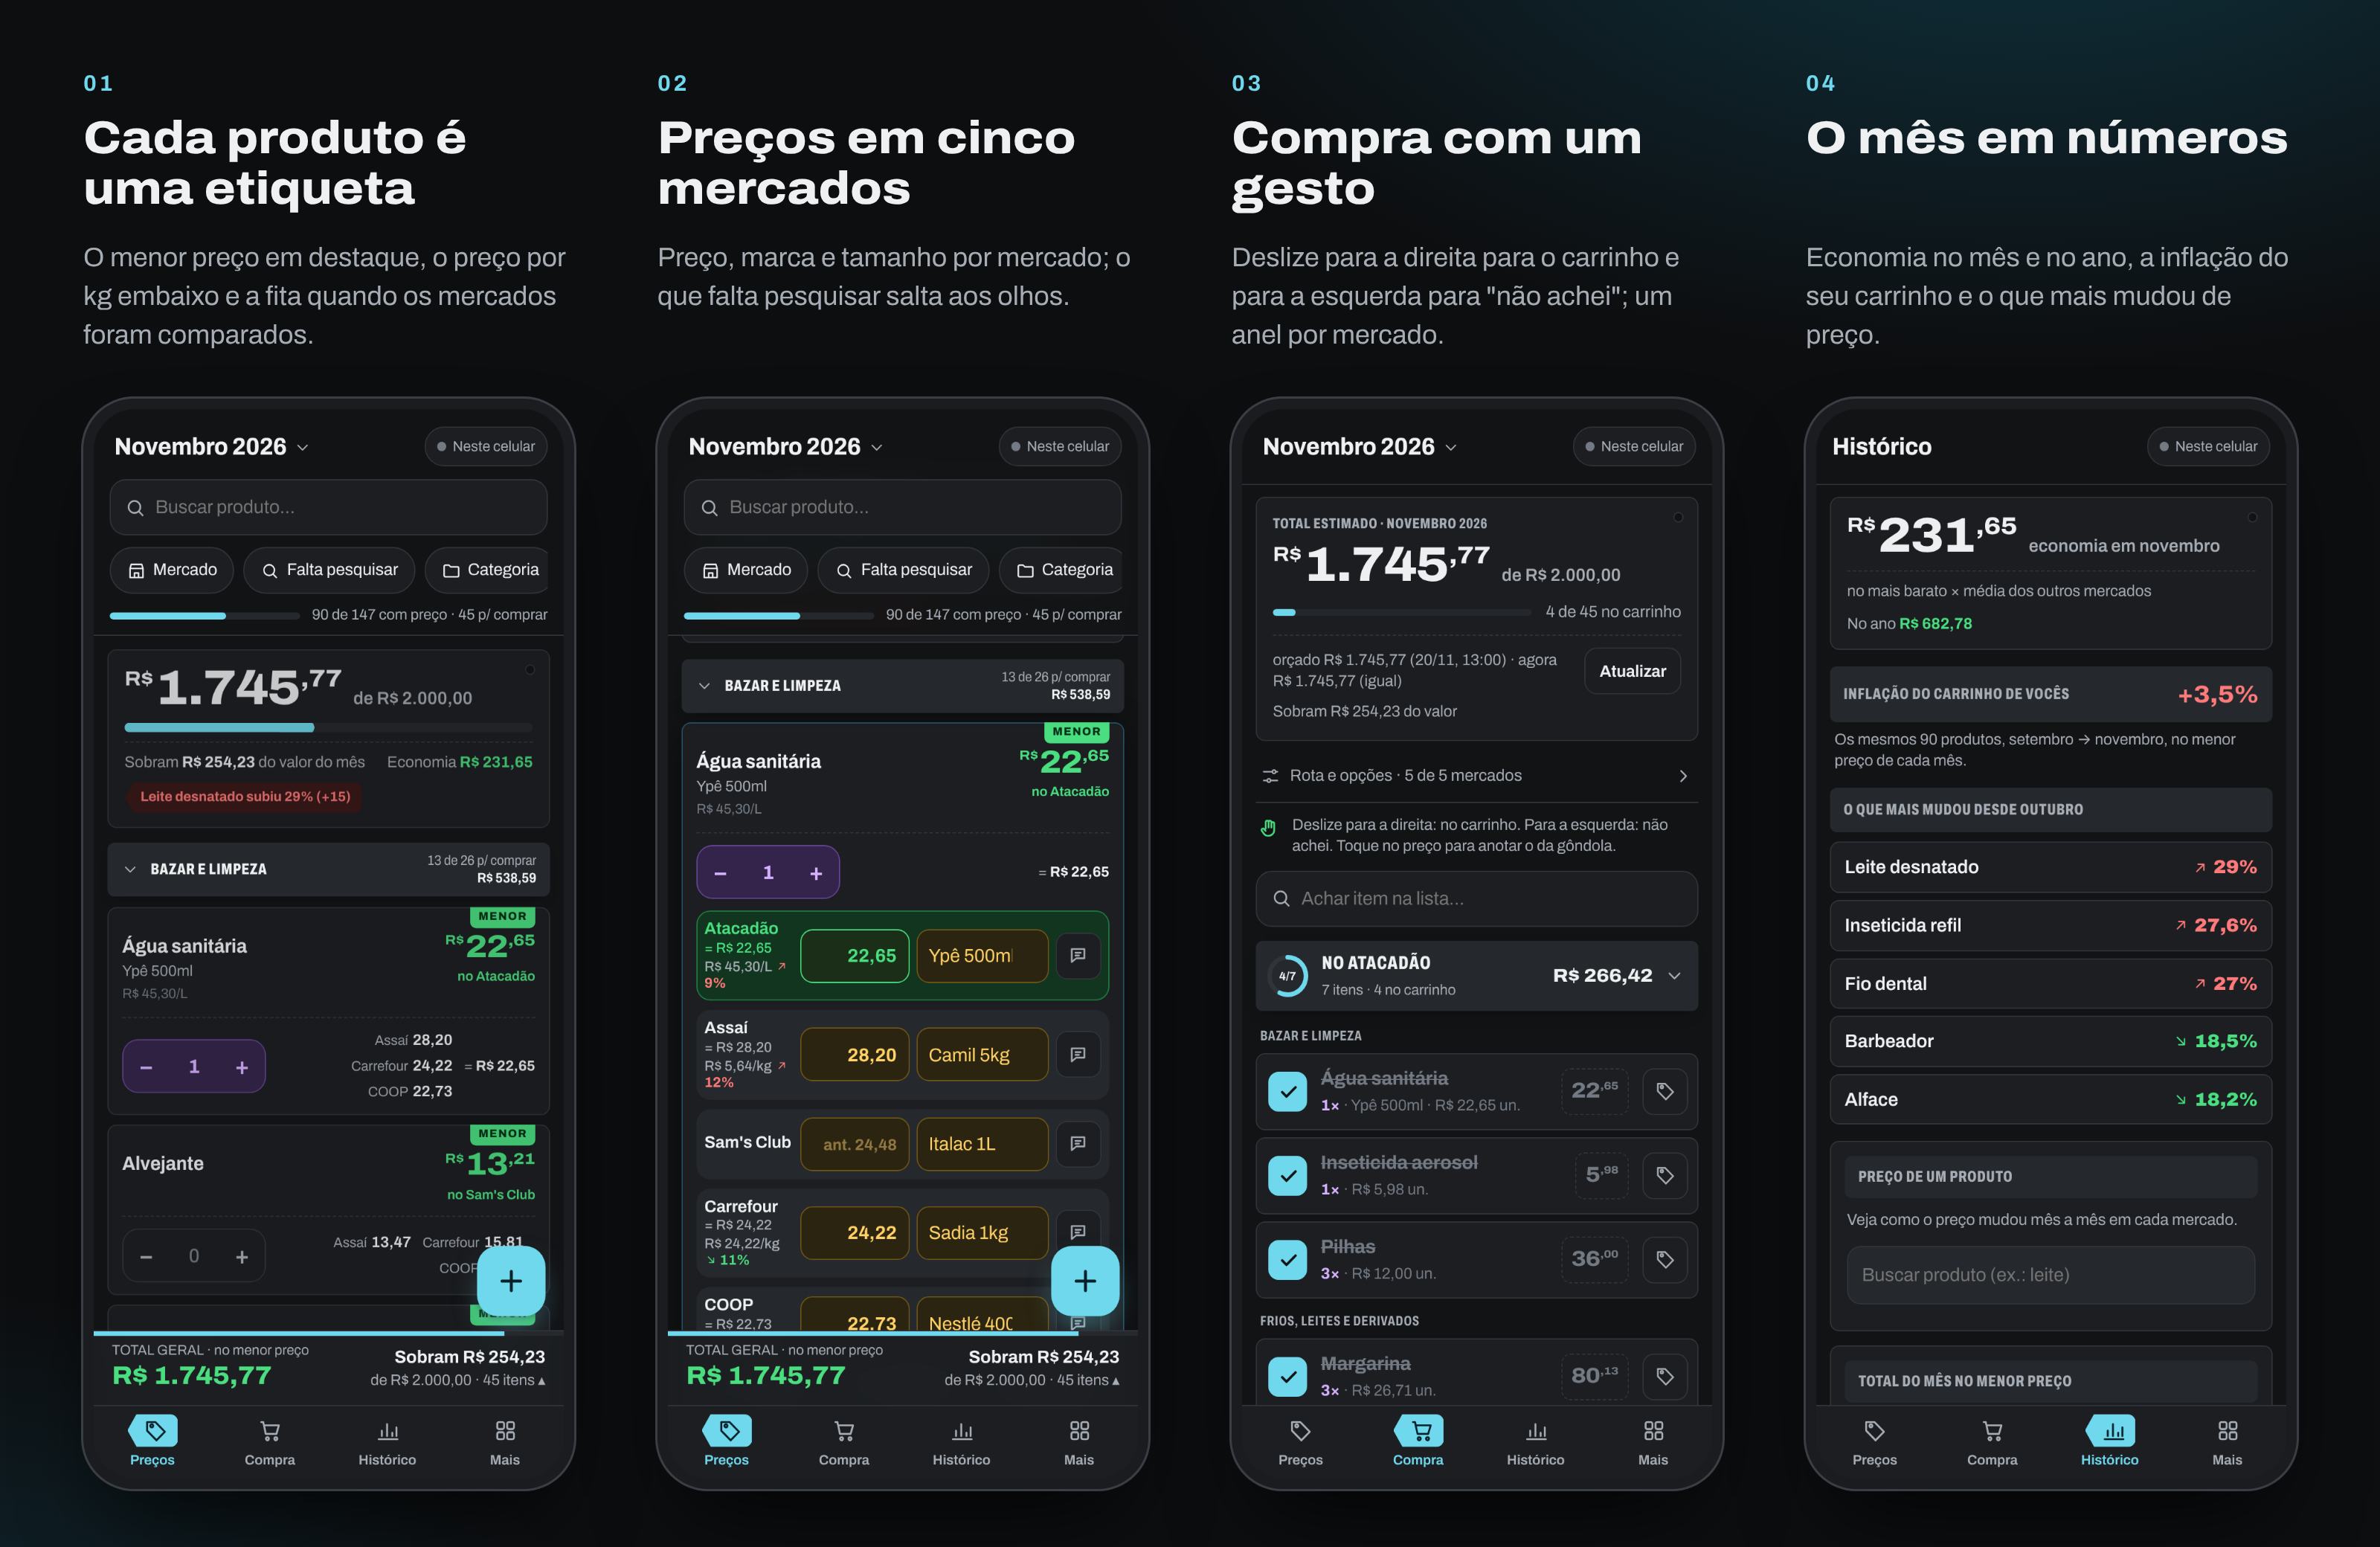 01
Cada produto é
uma etiqueta
O menor preço em destaque, o preço por
kg embaixo e a fita quando os mercados
foram comparados.
Novembro 2026
Neste celular
Buscar produto...
Mercado
Falta pesquisar
Categoria
90 de 147 com preço · 45 p/ comprar
R$ 1.745,77 de R$ 2.000,00
Sobram R$ 254,23 do valor do mês
Economia R$ 231,65
Leite desnatado subiu 29% (+15)
BAZAR E LIMPEZA
13 de 26 p/ comprar
R$ 538,59
MENOR
Água sanitária
R$ 22,65
Ypê 500ml
no Atacadão
R$ 45,30/L
− 1 +
Assaí 28,20
Carrefour 24,22 = R$ 22,65
COOP 22,73
MENOR
Alvejante
R$ 13,21
no Sam's Club
− 0 +
Assaí 13,47 Carrefour 15,81
+
TOTAL GERAL · no menor preço
R$ 1.745,77
Sobram R$ 254,23
de R$ 2.000,00 · 45 itens ▴
Preços
Compra
Histórico
Mais
02
Preços em cinco
mercados
Preço, marca e tamanho por mercado; o
que falta pesquisar salta aos olhos.
Novembro 2026
Neste celular
Buscar produto...
Mercado
Falta pesquisar
Categoria
90 de 147 com preço · 45 p/ comprar
BAZAR E LIMPEZA
13 de 26 p/ comprar
R$ 538,59
MENOR
Água sanitária
R$ 22,65
Ypê 500ml
no Atacadão
R$ 45,30/L
− 1 +
= R$ 22,65
Atacadão
= R$ 22,65
R$ 45,30/L ↗
9%
22,65
Ypê 500ml
Assaí
= R$ 28,20
R$ 5,64/kg ↗
12%
28,20
Camil 5kg
Sam's Club
ant. 24,48
Italac 1L
Carrefour
= R$ 24,22
R$ 24,22/kg
↘ 11%
24,22
Sadia 1kg
+
COOP
= R$ 22,73
22,73
Nestlé 400
TOTAL GERAL · no menor preço
R$ 1.745,77
Sobram R$ 254,23
de R$ 2.000,00 · 45 itens ▴
Preços
Compra
Histórico
Mais
03
Compra com um
gesto
Deslize para a direita para o carrinho e
para a esquerda para "não achei"; um
anel por mercado.
Novembro 2026
Neste celular
TOTAL ESTIMADO · NOVEMBRO 2026
R$ 1.745,77 de R$ 2.000,00
4 de 45 no carrinho
orçado R$ 1.745,77 (20/11, 13:00) · agora
R$ 1.745,77 (igual)
Atualizar
Sobram R$ 254,23 do valor
Rota e opções · 5 de 5 mercados
Deslize para a direita: no carrinho. Para a esquerda: não
achei. Toque no preço para anotar o da gôndola.
Achar item na lista...
4/7
NO ATACADÃO
7 itens · 4 no carrinho
R$ 266,42
BAZAR E LIMPEZA
Água sanitária
1× · Ypê 500ml · R$ 22,65 un.
22,65
Inseticida aerosol
1× · R$ 5,98 un.
5,98
Pilhas
3× · R$ 12,00 un.
36,00
FRIOS, LEITES E DERIVADOS
Margarina
3× · R$ 26,71 un.
80,13
Preços
Compra
Histórico
Mais
04
O mês em números
Economia no mês e no ano, a inflação do
seu carrinho e o que mais mudou de
preço.
Histórico
Neste celular
R$ 231,65 economia em novembro
no mais barato × média dos outros mercados
No ano R$ 682,78
INFLAÇÃO DO CARRINHO DE VOCÊS
+3,5%
Os mesmos 90 produtos, setembro → novembro, no menor
preço de cada mês.
O QUE MAIS MUDOU DESDE OUTUBRO
Leite desnatado ↗ 29%
Inseticida refil ↗ 27,6%
Fio dental ↗ 27%
Barbeador ↘ 18,5%
Alface ↘ 18,2%
PREÇO DE UM PRODUTO
Veja como o preço mudou mês a mês em cada mercado.
Buscar produto (ex.: leite)
TOTAL DO MÊS NO MENOR PREÇO
Preços
Compra
Histórico
Mais